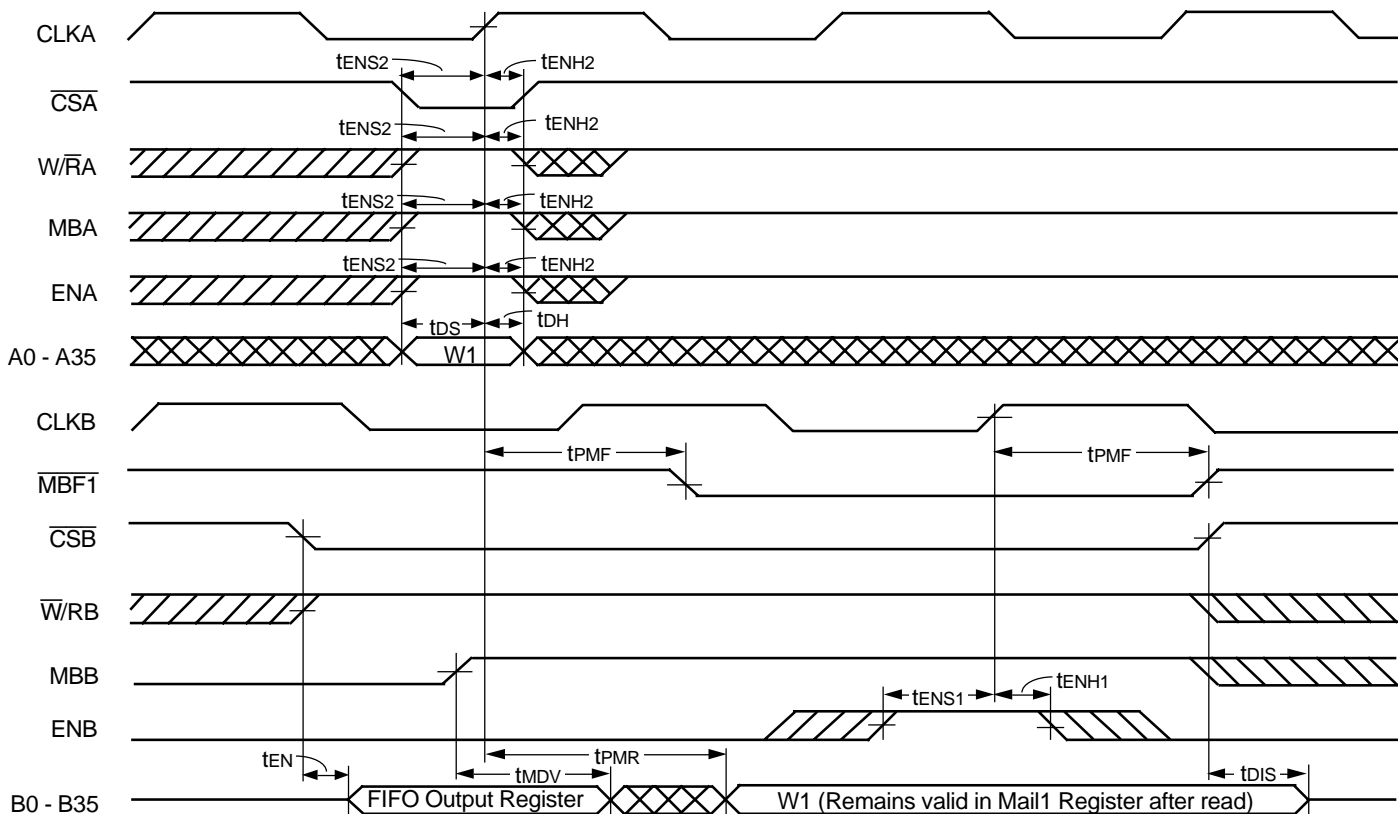 CLKA
tENS2 tENH2
CSA
tENS2 tENH2
W/RA
tENS2 tENH2
MBA
tENS2 tENH2
ENA
tDS tDH
A0 - A35 W1
CLKB
tPMF tPMF
MBF1
CSB
W/RB
MBB
tENS1 tENH1
ENB
tEN tPMR
tMDV tDIS
B0 - B35 FIFO Output Register W1 (Remains valid in Mail1 Register after read)